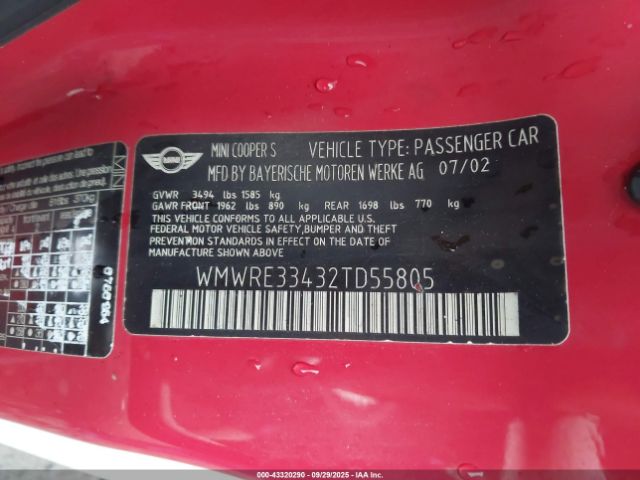 MINI COOPER S VEHICLE TYPE: PASSENGER CAR
MFD BY BAYERISCHE MOTOREN WERKE AG 07/02
GVWR 3494 lbs 1585 kg
GAWR FRONT 1962 lbs 890 kg REAR 1698 lbs 770 kg
THIS VEHICLE CONFORMS TO ALL APPLICABLE U.S.
FEDERAL MOTOR VEHICLE SAFETY,BUMPER AND THEFT
PREVENTION STANDARDS IN EFFECT ON THE DATE OF
MANUFACTURE SHOWN ABOVE
WMWRE33432TD55805
00-43320290 - 09/29/2025 - IAAI.COM